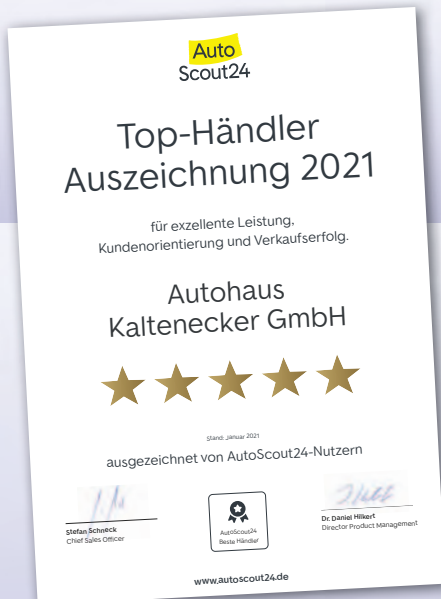 Auto
Scout24
Top-Händler
Auszeichnung 2021
für exzellente Leistung,
Kundenorientierung und Verkaufserfolg.
Autohaus
Kaltenecker GmbH
Stand: Januar 2021
ausgezeichnet von AutoScout24-Nutzern
Stefan Schneck
Chief Sales Officer
AutoScout24
Beste Händler
Dr. Daniel Hilkert
Director Product Management
www.autoscout24.de